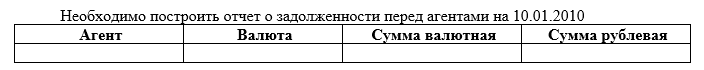 Необходимо построить отчет о задолженности перед агентами на 10.01.2010
Агент Валюта Сумма валютная Сумма рублевая